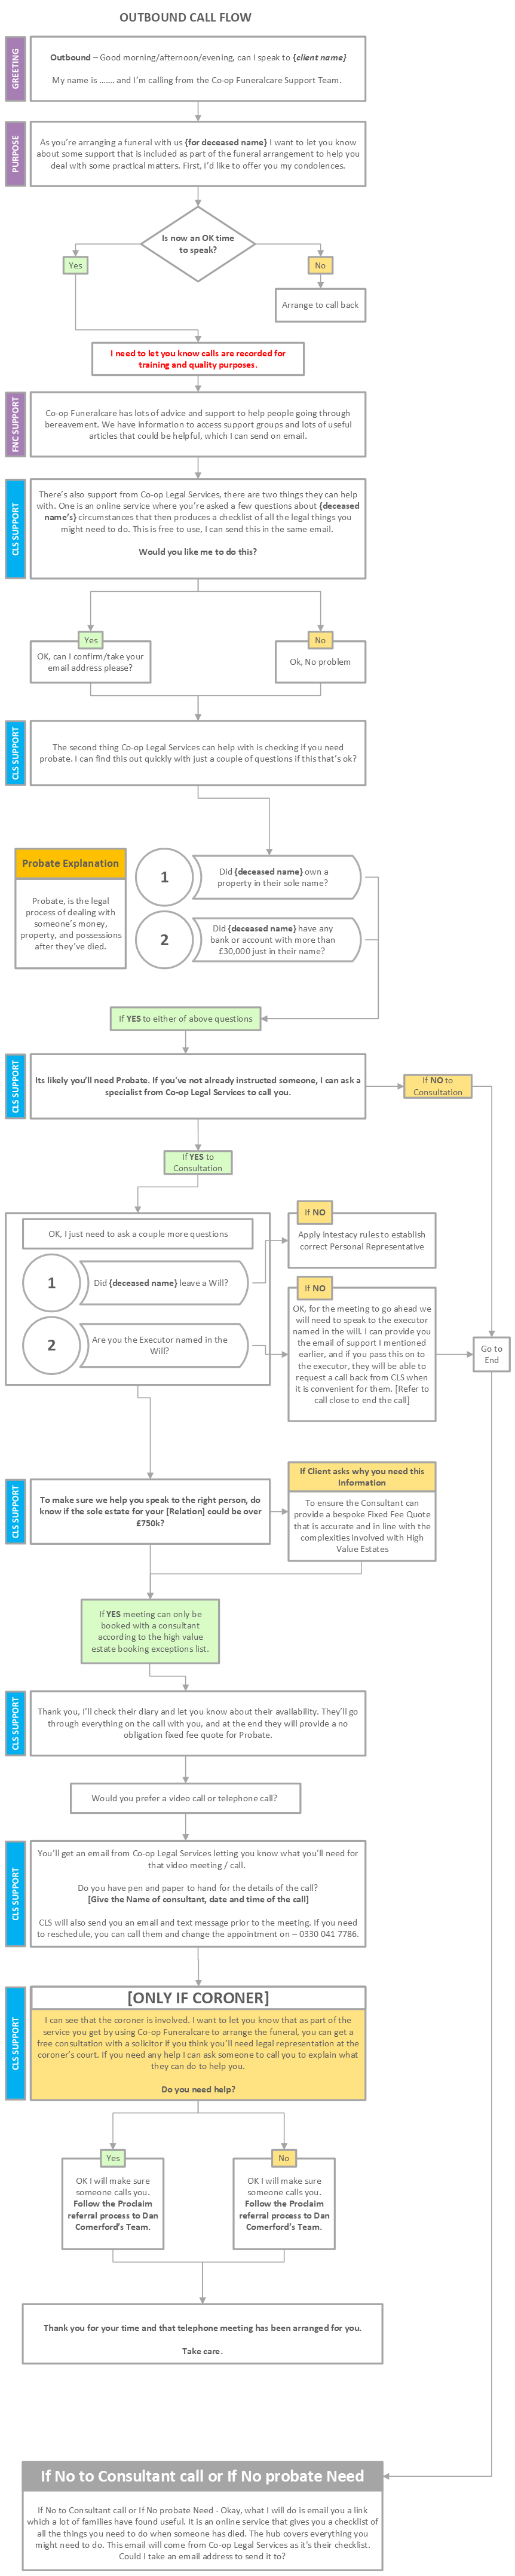 OUTBOUND CALL FLOW
GREETING
Outbound – Good morning/afternoon/evening, can I speak to {client name}
My name is ....... and I'm calling from the Co-op Funeralcare Support Team.
PURPOSE
As you're arranging a funeral with us {for deceased name} I want to let you know
about some support that is included as part of the funeral arrangement to help you
deal with some practical matters. First, I'd like to offer you my condolences.
Is now an OK time
to speak?
Yes
No
Arrange to call back
I need to let you know calls are recorded for
training and quality purposes.
FNC SUPPORT
Co-op Funeralcare has lots of advice and support to help people going through
bereavement. We have information to access support groups and lots of useful
articles that could be helpful, which I can send on email.
CLS SUPPORT
There's also support from Co-op Legal Services, there are two things they can help
with. One is an online service where you're asked a few questions about {deceased
name's} circumstances that then produces a checklist of all the legal things you
might need to do. This is free to use, I can send this in the same email.
Would you like me to do this?
Yes
OK, can I confirm/take your
email address please?
No
Ok, No problem
CLS SUPPORT
The second thing Co-op Legal Services can help with is checking if you need
probate. I can find this out quickly with just a couple of questions if this that's ok?
Probate Explanation
Probate, is the legal
process of dealing with
someone's money,
property, and possessions
after they've died.
1
Did {deceased name} own a
property in their sole name?
2
Did {deceased name} have any
bank or account with more than
£30,000 just in their name?
If YES to either of above questions
CLS SUPPORT
Its likely you'll need Probate. If you've not already instructed someone, I can ask a
specialist from Co-op Legal Services to call you.
If NO to
Consultation
If YES to
Consultation
OK, I just need to ask a couple more questions
1
Did {deceased name} leave a Will?
2
Are you the Executor named in the
Will?
If NO
Apply intestacy rules to establish
correct Personal Representative
If NO
OK, for the meeting to go ahead we
will need to speak to the executor
named in the will. I can provide you
the email of support I mentioned
earlier, and if you pass this on to
the executor, they will be able to
request a call back from CLS when
it is convenient for them. [Refer to
call close to end the call]
Go to
End
CLS SUPPORT
To make sure we help you speak to the right person, do
know if the sole estate for your [Relation] could be over
£750k?
If Client asks why you need this
Information
To ensure the Consultant can
provide a bespoke Fixed Fee Quote
that is accurate and in line with the
complexities involved with High
Value Estates
If YES meeting can only be
booked with a consultant
according to the high value
estate booking exceptions list.
CLS SUPPORT
Thank you, I'll check their diary and let you know about their availability. They'll go
through everything on the call with you, and at the end they will provide a no
obligation fixed fee quote for Probate.
Would you prefer a video call or telephone call?
CLS SUPPORT
You'll get an email from Co-op Legal Services letting you know what you'll need for
that video meeting / call.
Do you have pen and paper to hand for the details of the call?
[Give the Name of consultant, date and time of the call]
CLS will also send you an email and text message prior to the meeting. If you need
to reschedule, you can call them and change the appointment on – 0330 041 7786.
CLS SUPPORT
[ONLY IF CORONER]
I can see that the coroner is involved. I want to let you know that as part of the
service you get by using Co-op Funeralcare to arrange the funeral, you can get a
free consultation with a solicitor if you think you'll need legal representation at the
coroner's court. If you need any help I can ask someone to call you to explain what
they can do to help you.
Do you need help?
Yes
OK I will make sure
someone calls you.
Follow the Proclaim
referral process to Dan
Comerford's Team.
No
OK I will make sure
someone calls you.
Follow the Proclaim
referral process to Dan
Comerford's Team.
Thank you for your time and that telephone meeting has been arranged for you.
Take care.
If No to Consultant call or If No probate Need
If No to Consultant call or If No probate Need - Okay, what I will do is email you a link
which a lot of families have found useful. It is an online service that gives you a checklist of
all the things you need to do when someone has died. The hub covers everything you
might need to do. This email will come from Co-op Legal Services as it's their checklist.
Could I take an email address to send it to?